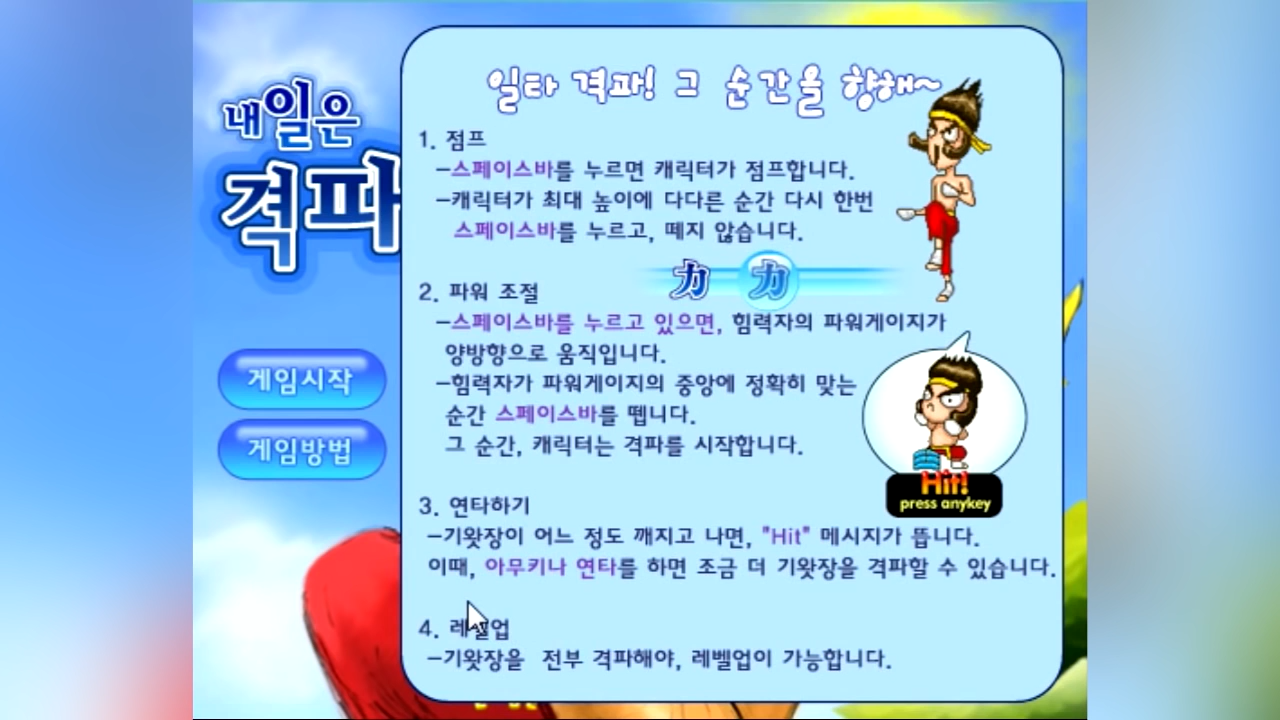 내일은
격파
게임시작
게임방법
일타 격파! 그 순간을 향해~
1. 점프
-스페이스바를 누르면 캐릭터가 점프합니다.
-캐릭터가 최대 높이에 다다른 순간 다시 한번
스페이스바를 누르고, 떼지 않습니다.
力 力
2. 파워 조절
-스페이스바를 누르고 있으면, 힘력자의 파워게이지가
양방향으로 움직입니다.
-힘력자가 파워게이지의 중앙에 정확히 맞는
순간 스페이스바를 뗍니다.
그 순간, 캐릭터는 격파를 시작합니다.
Hit!
press anykey
3. 연타하기
-기왓장이 어느 정도 깨지고 나면, "Hit" 메시지가 뜹니다.
이때, 아무키나 연타를 하면 조금 더 기왓장을 격파할 수 있습니다.
4. 레벨업
-기왓장을 전부 격파해야, 레벨업이 가능합니다.